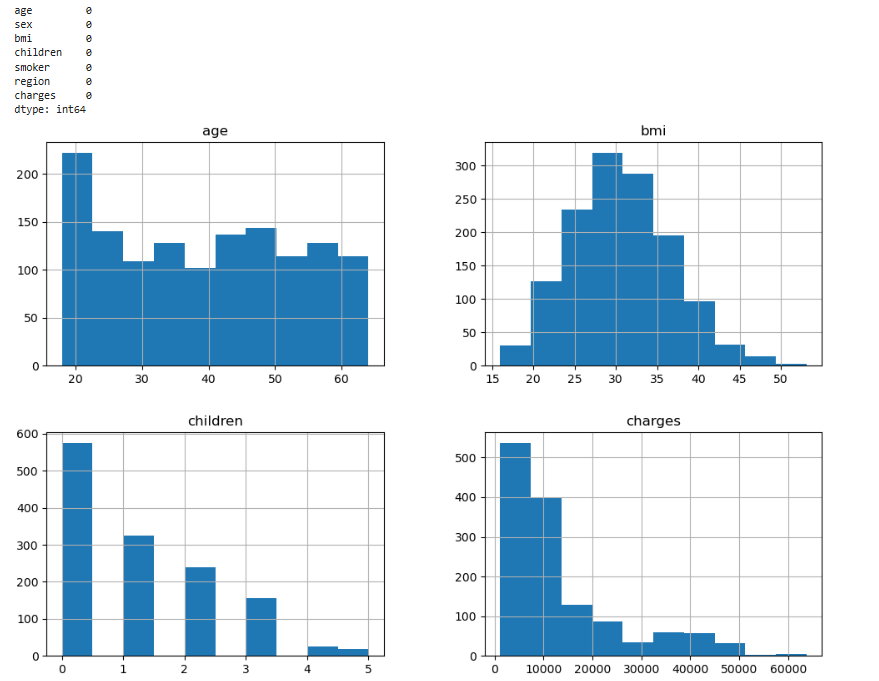 age 0
sex 0
bmi 0
children 0
smoker 0
region 0
charges 0
dtype: int64
age
200
150
100
50
0
20 30 40 50 60
bmi
300
250
200
150
100
50
0
15 20 25 30 35 40 45 50
children
600
500
400
300
200
100
0
0 1 2 3 4 5
charges
500
400
300
200
100
0
0 10000 20000 30000 40000 50000 60000